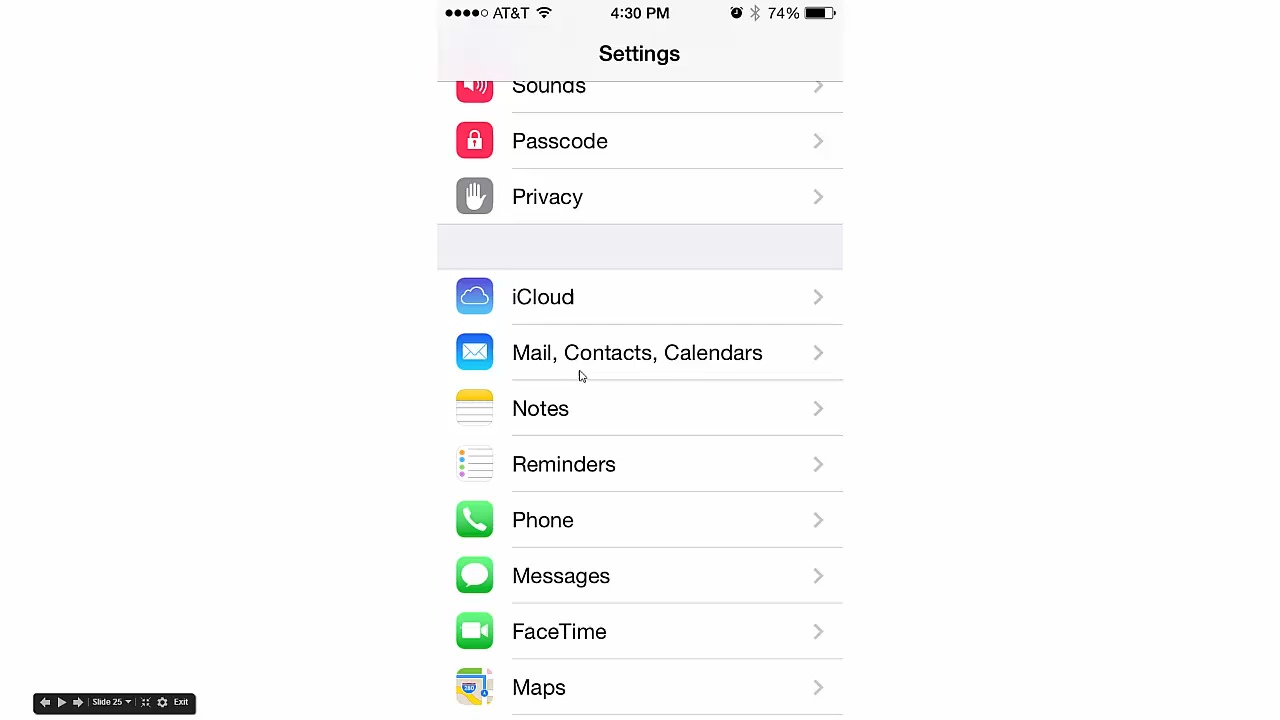 AT&T 4:30 PM 74%
Settings
Sounds
Passcode
Privacy
iCloud
Mail, Contacts, Calendars
Notes
Reminders
Phone
Messages
FaceTime
280
Maps
Slide 25 Exit